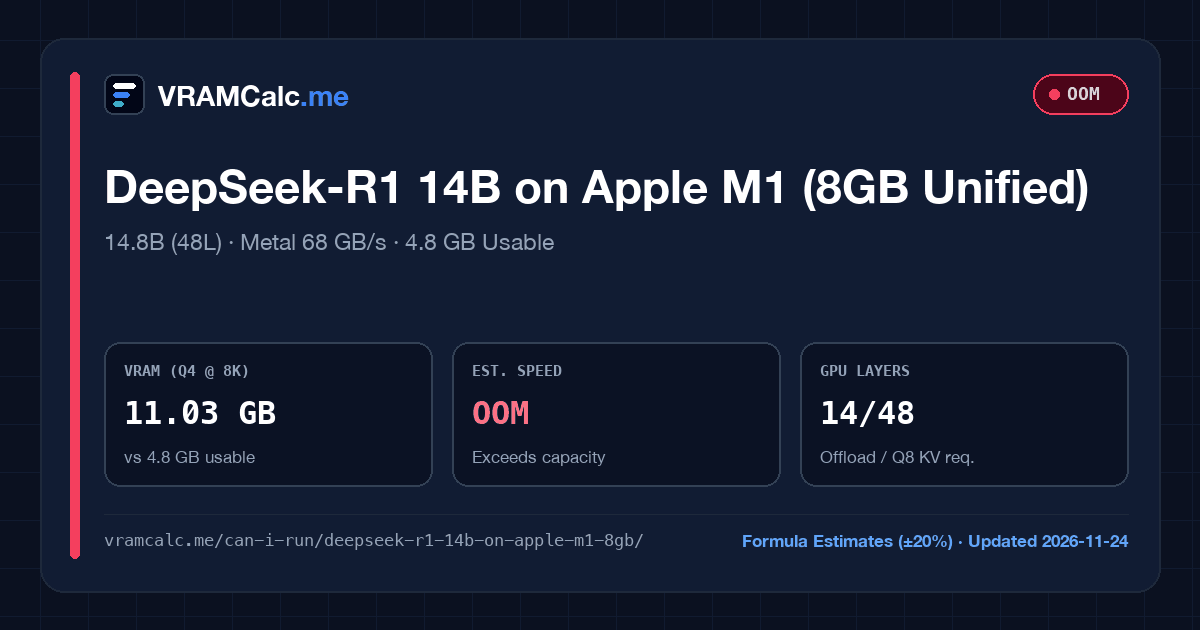 VRAMCalc.me
OOM
DeepSeek-R1 14B on Apple M1 (8GB Unified)
14.8B (48L) · Metal 68 GB/s · 4.8 GB Usable
VRAM (Q4 @ 8K)
11.03 GB
vs 4.8 GB usable
EST. SPEED
OOM
Exceeds capacity
GPU LAYERS
14/48
Offload / Q8 KV req.
vramcalc.me/can-i-run/deepseek-r1-14b-on-apple-m1-8gb/
Formula Estimates (±20%) · Updated 2026-11-24